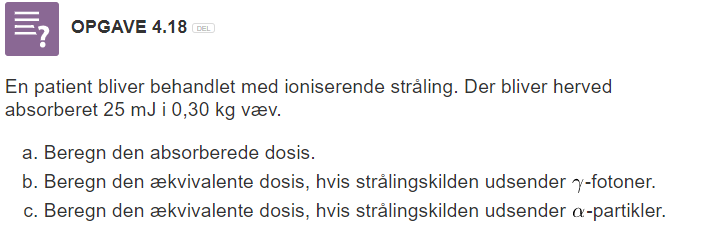 OPGAVE 4.18 DEL
En patient bliver behandlet med ioniserende stråling. Der bliver herved
absorberet 25 mJ i 0,30 kg væv.
a. Beregn den absorberede dosis.
b. Beregn den ækvivalente dosis, hvis strålingskilden udsender γ-fotoner.
c. Beregn den ækvivalente dosis, hvis strålingskilden udsender α-partikler.